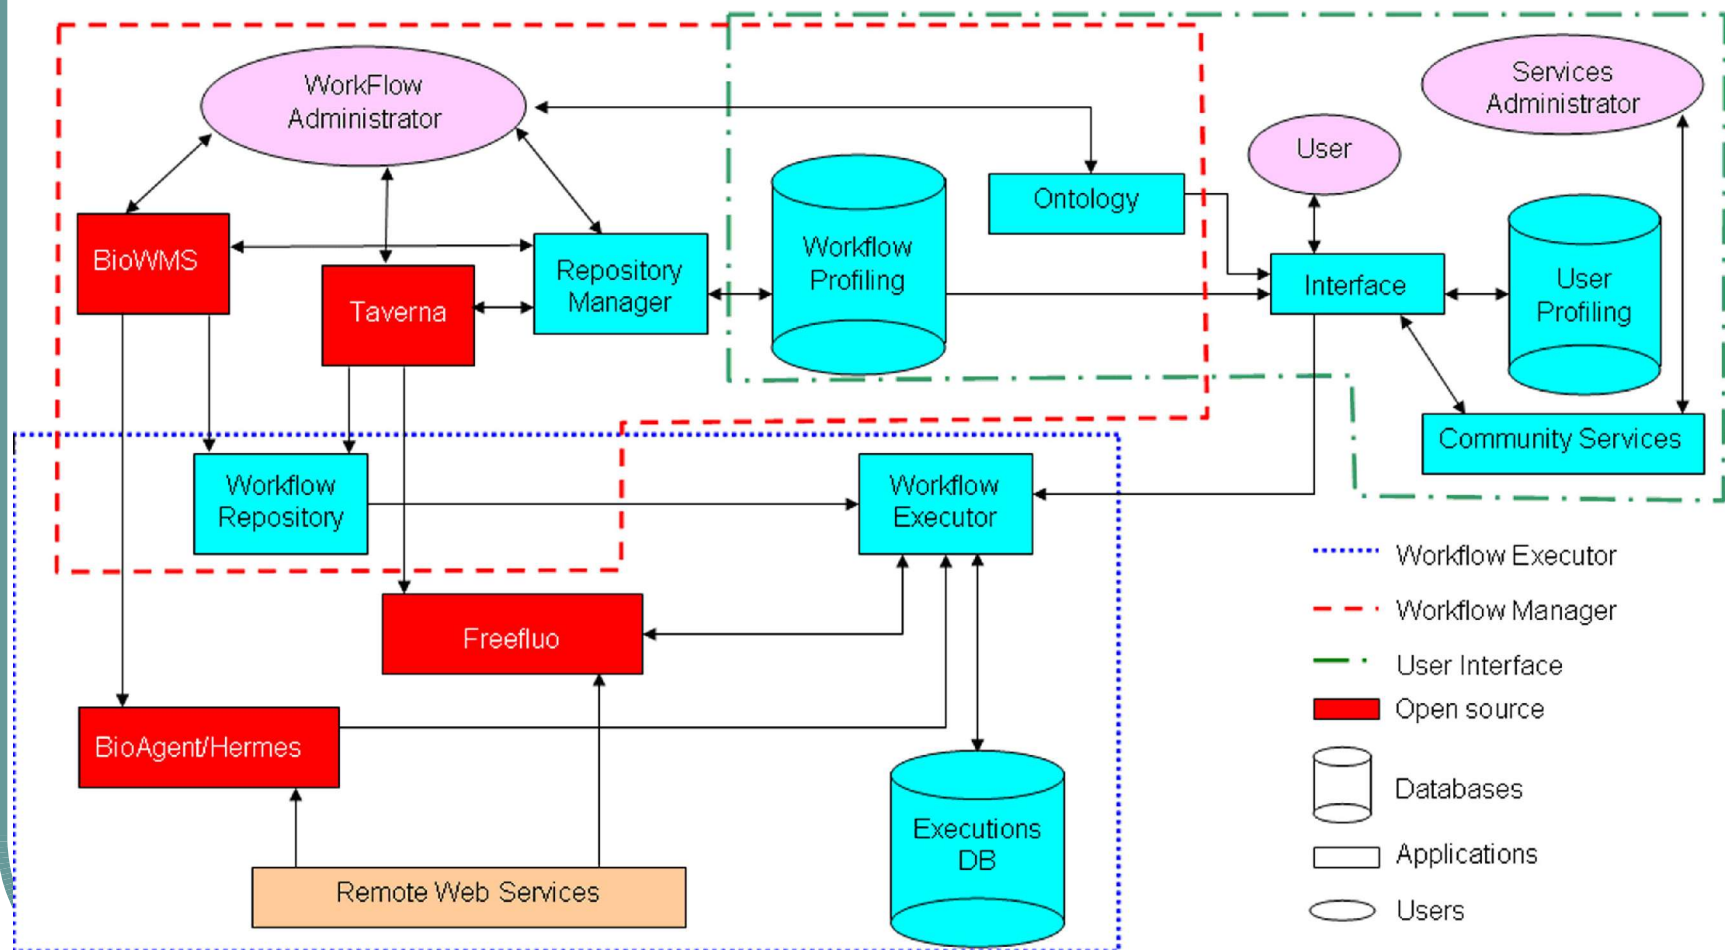 WorkFlow
Administrator
Services
Administrator
User
Ontology
BioWMS
Repository
Manager
Workflow
Profiling
Taverna
Interface
User
Profiling
Community Services
Workflow
Repository
Workflow
Executor
Freefluo
BioAgent/Hermes
Executions
DB
Remote Web Services
Workflow Executor
Workflow Manager
User Interface
Open source
Databases
Applications
Users